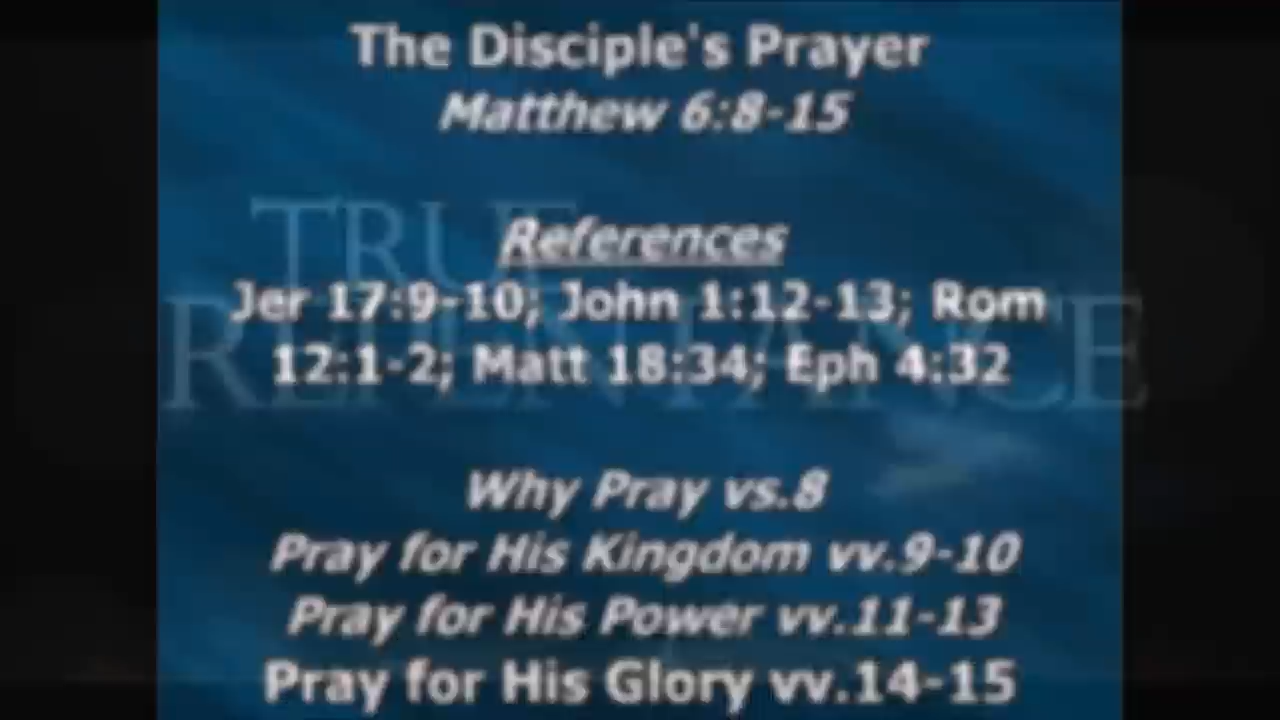 The Disciple's Prayer
Matthew 6:8-15
TRUE
REPENTANCE
References
Jer 17:9-10; John 1:12-13; Rom
12:1-2; Matt 18:34; Eph 4:32
Why Pray vs.8
Pray for His Kingdom vv.9-10
Pray for His Power vv.11-13
Pray for His Glory vv.14-15